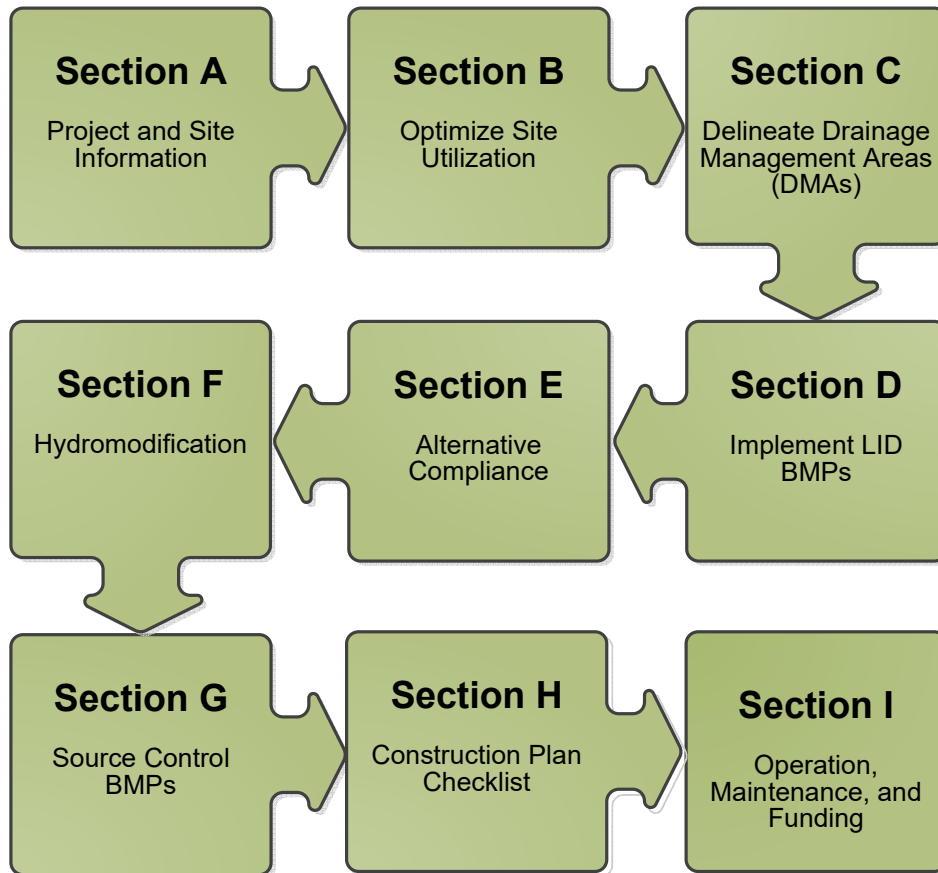 Section A
Project and Site
Information
Section B
Optimize Site
Utilization
Section C
Delineate Drainage
Management Areas
(DMAs)
Section D
Implement LID
BMPs
Section E
Alternative
Compliance
Section F
Hydromodification
Section G
Source Control
BMPs
Section H
Construction Plan
Checklist
Section I
Operation,
Maintenance, and
Funding